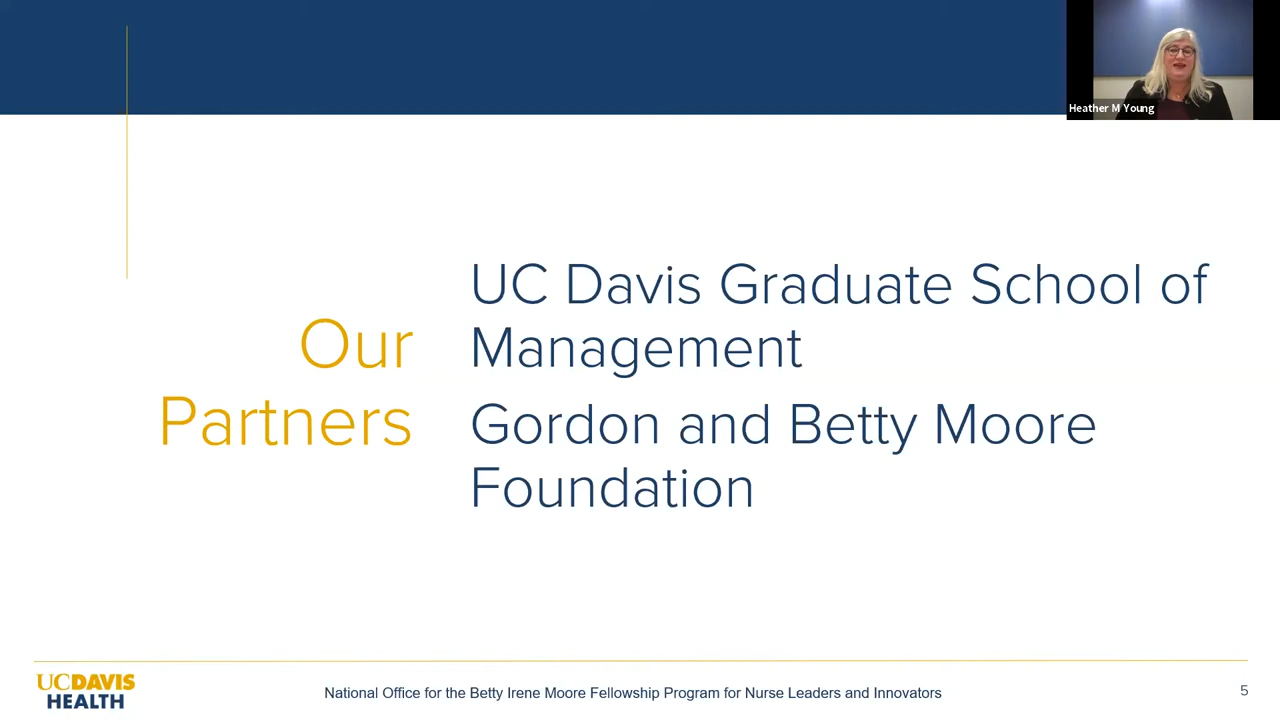 Heather M Young
Our
Partners
UC Davis Graduate School of
Management
Gordon and Betty Moore
Foundation
UCDAVIS
HEALTH
National Office for the Betty Irene Moore Fellowship Program for Nurse Leaders and Innovators
5